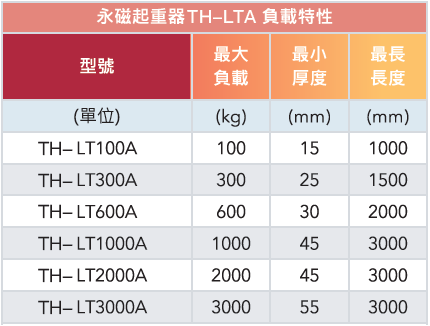 永磁起重器TH–LTA 負載特性
型號 最大負載 最小厚度 最長長度
(單位) (kg) (mm) (mm)
TH– LT100A 100 15 1000
TH– LT300A 300 25 1500
TH– LT600A 600 30 2000
TH– LT1000A 1000 45 3000
TH– LT2000A 2000 45 3000
TH– LT3000A 3000 55 3000